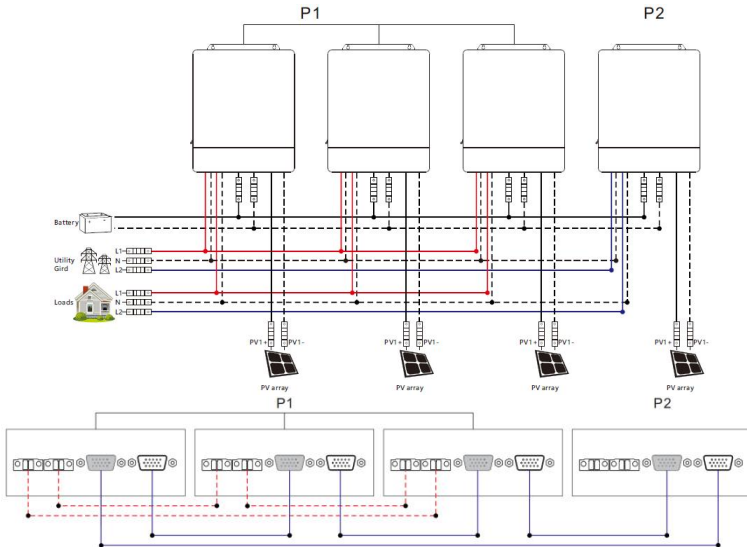 P1 P2
Battery
L1
Utility N
Gird L2
L1
Loads N
L2
PV1+ PV1- PV1+ PV1- PV1+ PV1- PV1+ PV1-
PV array PV array PV array PV array
P1 P2